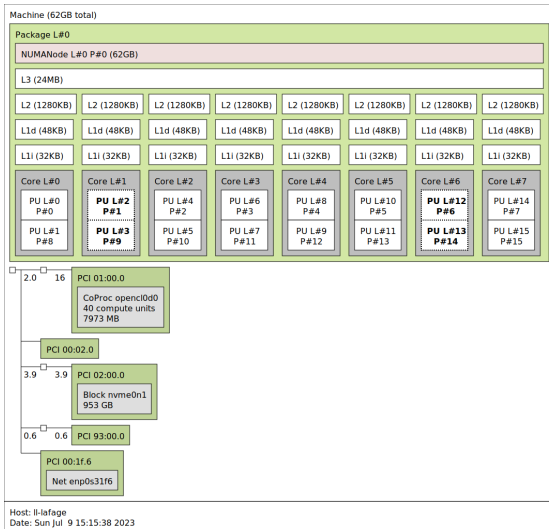 Machine (62GB total)
Package L#0
NUMANode L#0 P#0 (62GB)
L3 (24MB)
L2 (1280KB) L2 (1280KB) L2 (1280KB) L2 (1280KB) L2 (1280KB) L2 (1280KB) L2 (1280KB) L2 (1280KB)
L1d (48KB) L1d (48KB) L1d (48KB) L1d (48KB) L1d (48KB) L1d (48KB) L1d (48KB) L1d (48KB)
L1i (32KB) L1i (32KB) L1i (32KB) L1i (32KB) L1i (32KB) L1i (32KB) L1i (32KB) L1i (32KB)
Core L#0 Core L#1 Core L#2 Core L#3 Core L#4 Core L#5 Core L#6 Core L#7
PU L#0 PU L#2 PU L#4 PU L#6 PU L#8 PU L#10 PU L#12 PU L#14
P#0 P#1 P#2 P#3 P#4 P#5 P#6 P#7
PU L#1 PU L#3 PU L#5 PU L#7 PU L#9 PU L#11 PU L#13 PU L#15
P#8 P#9 P#10 P#11 P#12 P#13 P#14 P#15
2.0 16 PCI 01:00.0
CoProc opencl0d0
40 compute units
7973 MB
PCI 00:02.0
3.9 3.9 PCI 02:00.0
Block nvme0n1
953 GB
0.6 0.6 PCI 93:00.0
PCI 00:1f.6
Net enp0s31f6
Host: ll-lafage
Date: Sun Jul 9 15:15:38 2023